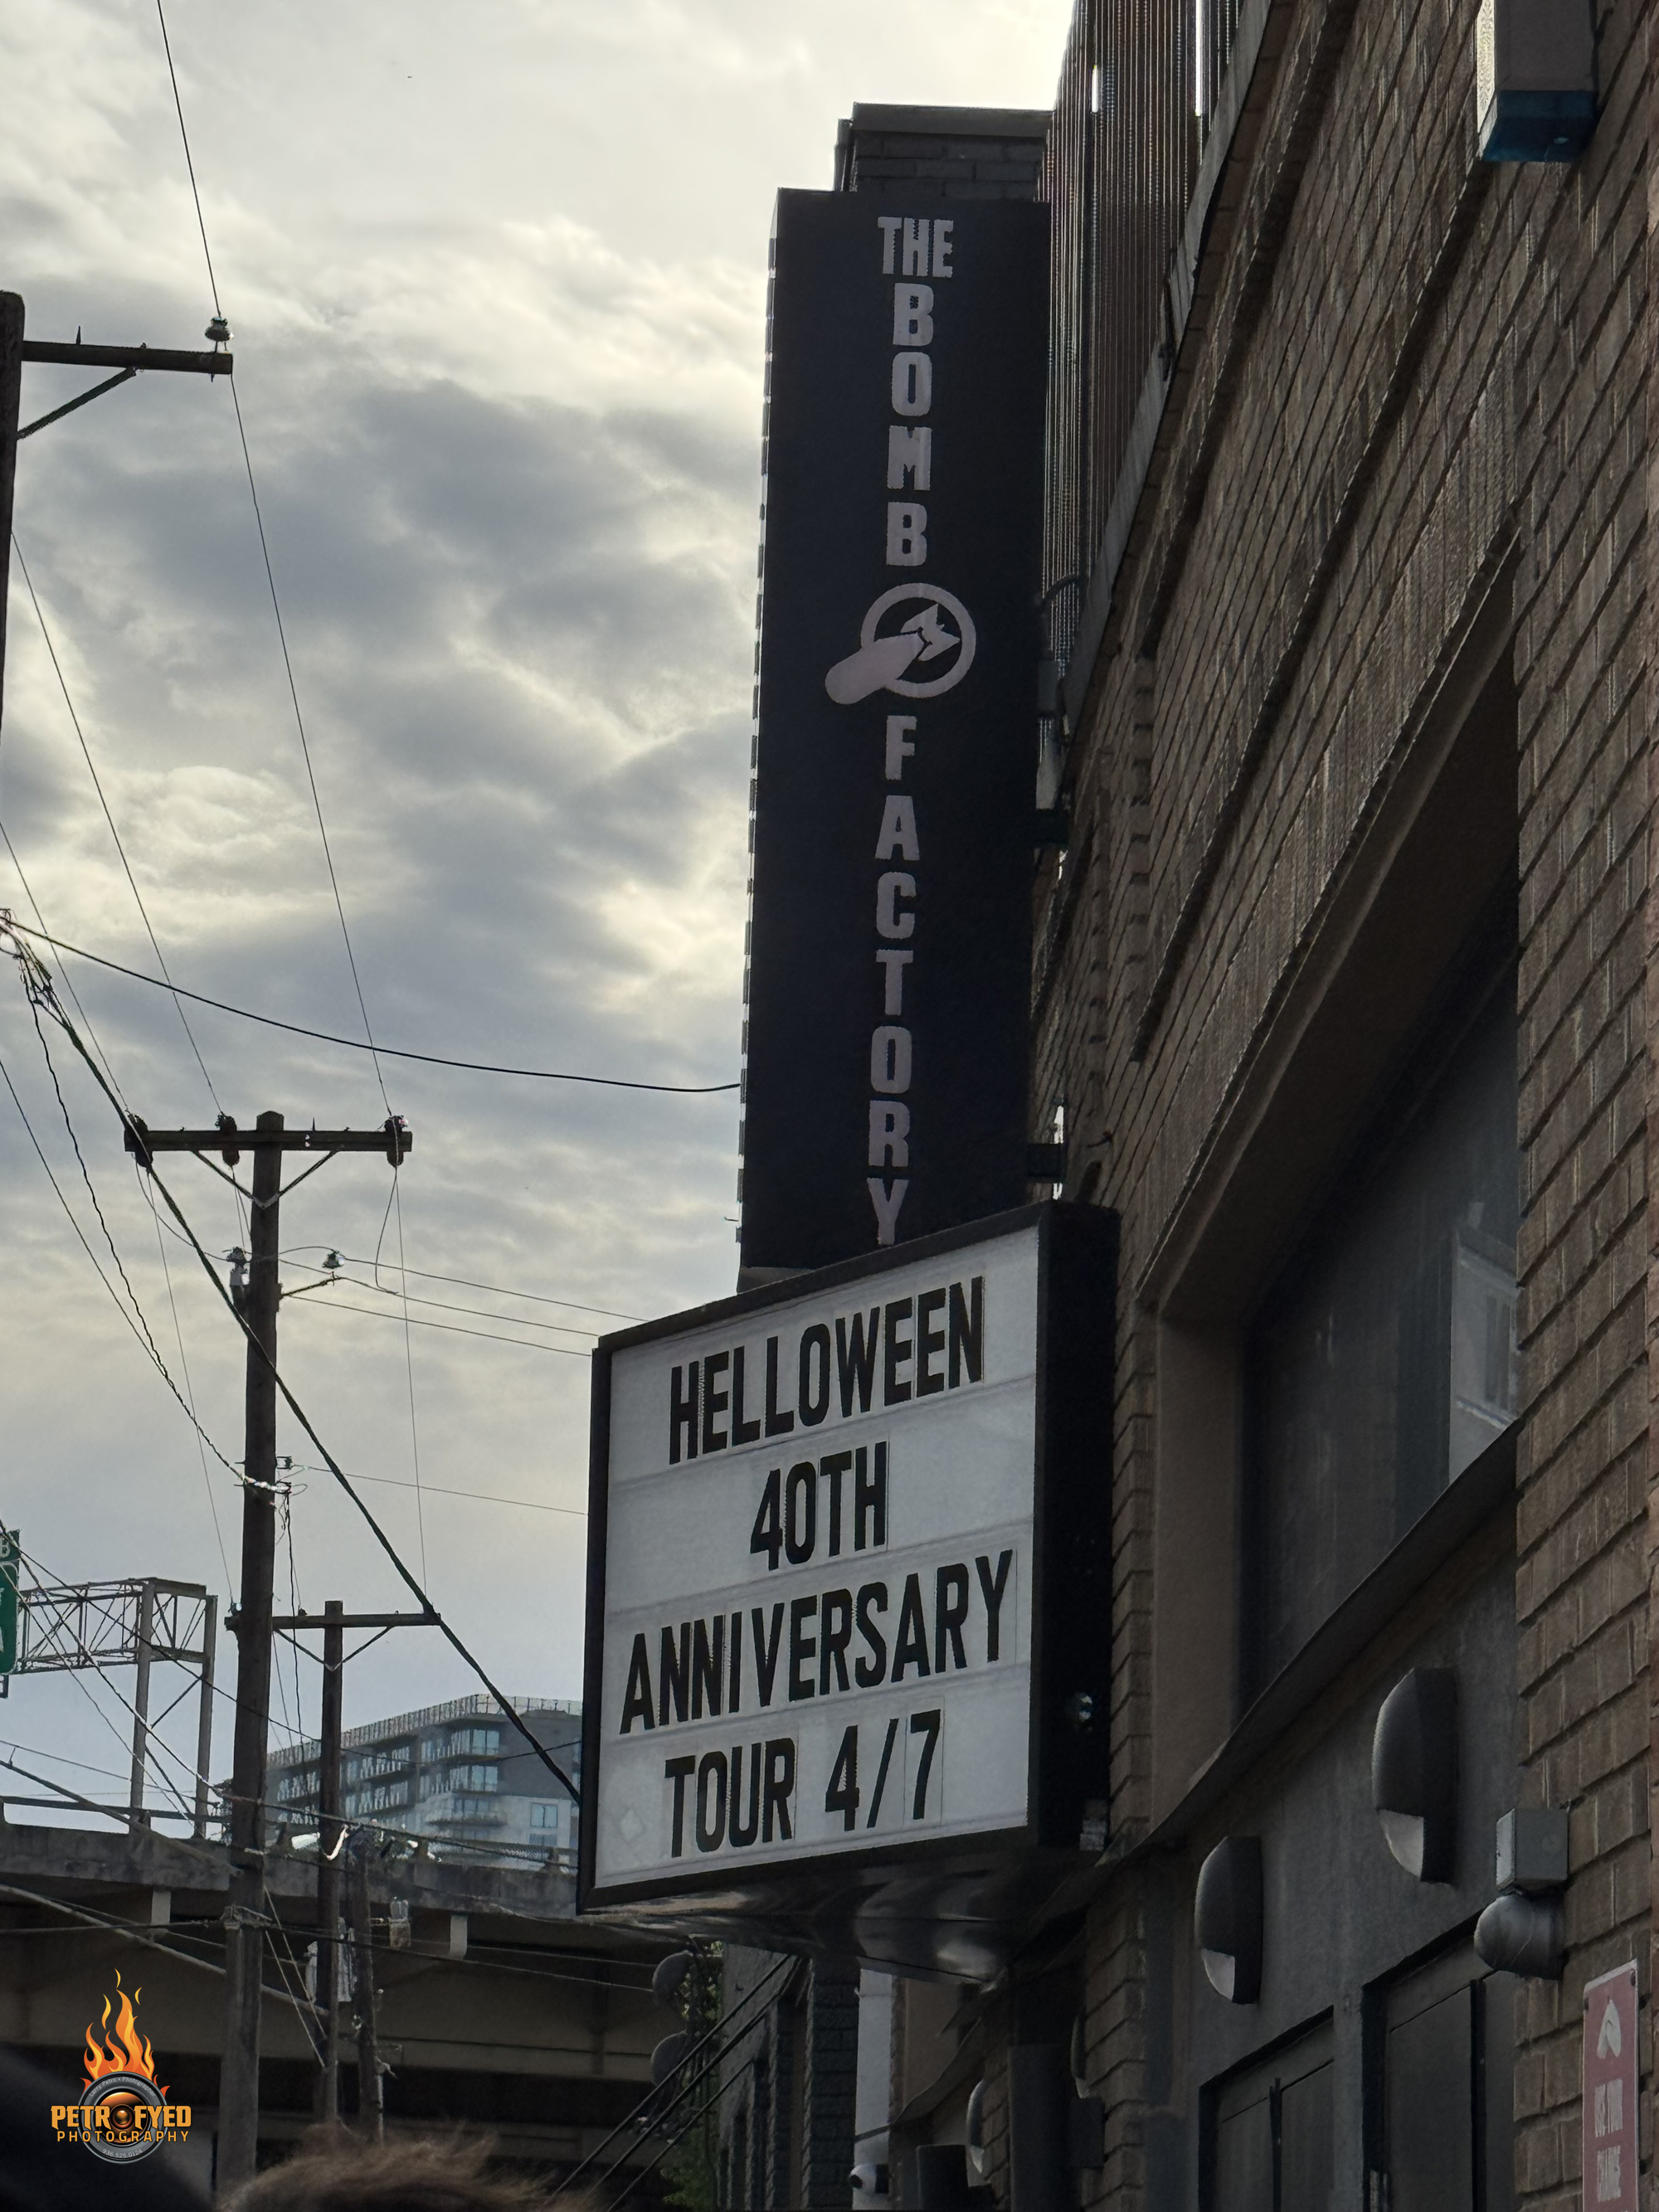 THE
BOMB
FACTORY
HELLOWEEN
40TH
ANNIVERSARY
TOUR 4/7
PETROFYED
PHOTOGRAPHY